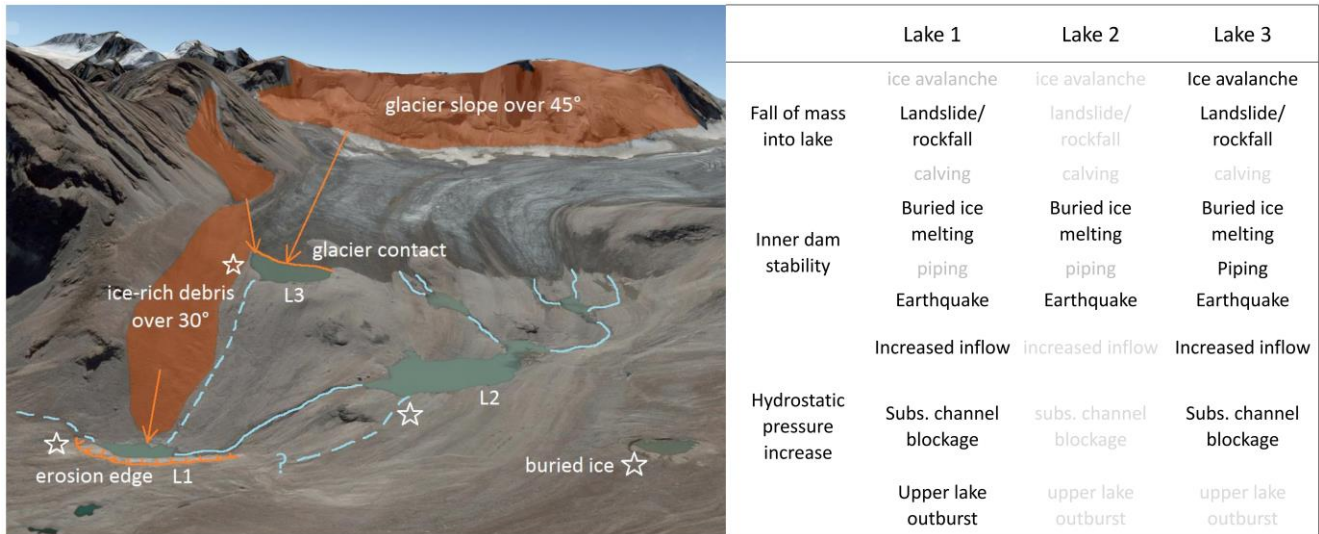 glacier slope over 45°
glacier contact
ice-rich debris
over 30°
L3
L2
?
buried ice
erosion edge
L1
Lake 1 Lake 2 Lake 3
Fall of mass
into lake
ice avalanche ice avalanche Ice avalanche
Landslide/
rockfall
landslide/
rockfall
Landslide/
rockfall
calving calving calving
Inner dam
stability
Buried ice
melting
Buried ice
melting
Buried ice
melting
piping piping Piping
Earthquake Earthquake Earthquake
Hydrostatic
pressure
increase
Increased inflow increased inflow Increased inflow
Subs. channel
blockage
subs. channel
blockage
Subs. channel
blockage
Upper lake
outburst
upper lake
outburst
upper lake
outburst